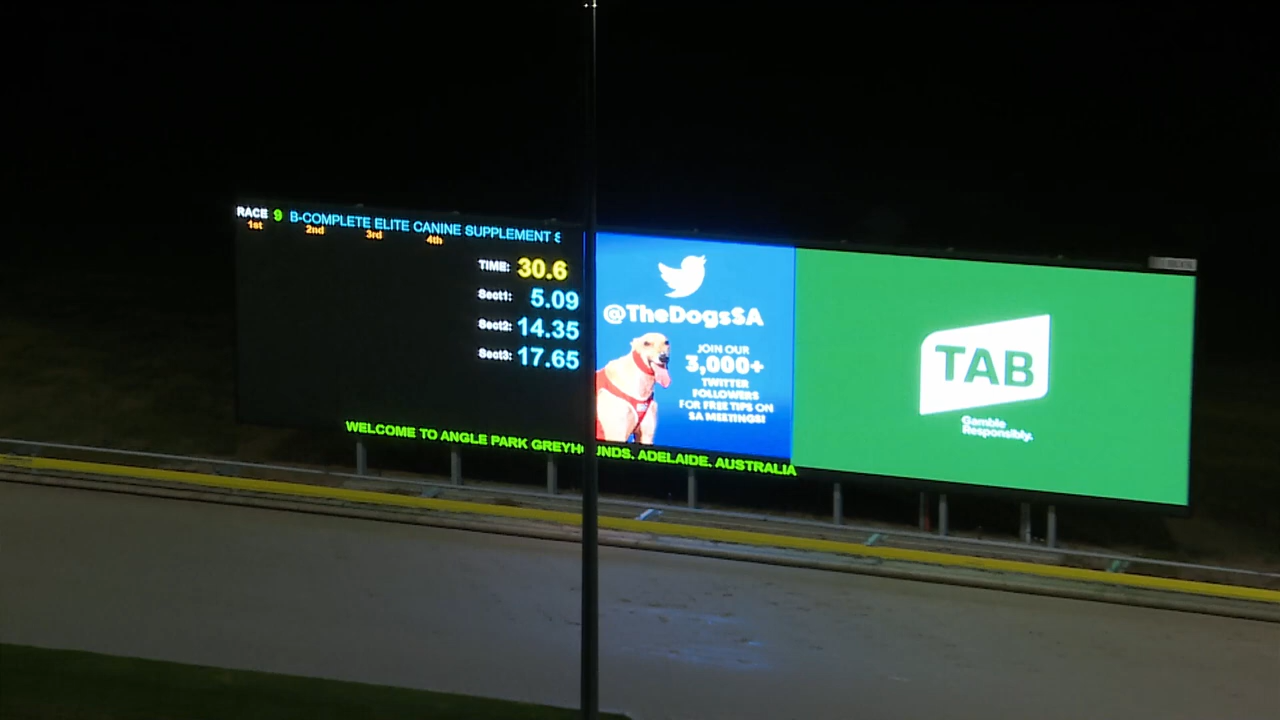 RACE 9 B-COMPLETE ELITE CANINE SUPPLEMENT S
1st 2nd 3rd 4th
TIME: 30.6
Sect1: 5.09
Sect2: 14.35
Sect3: 17.65
@TheDogsSA
JOIN OUR
3,000+
TWITTER
FOLLOWERS
FOR FREE TIPS ON
SA MEETINGS!
TAB
Gamble
Responsibly.
WELCOME TO ANGLE PARK GREYHOUNDS, ADELAIDE, AUSTRALIA